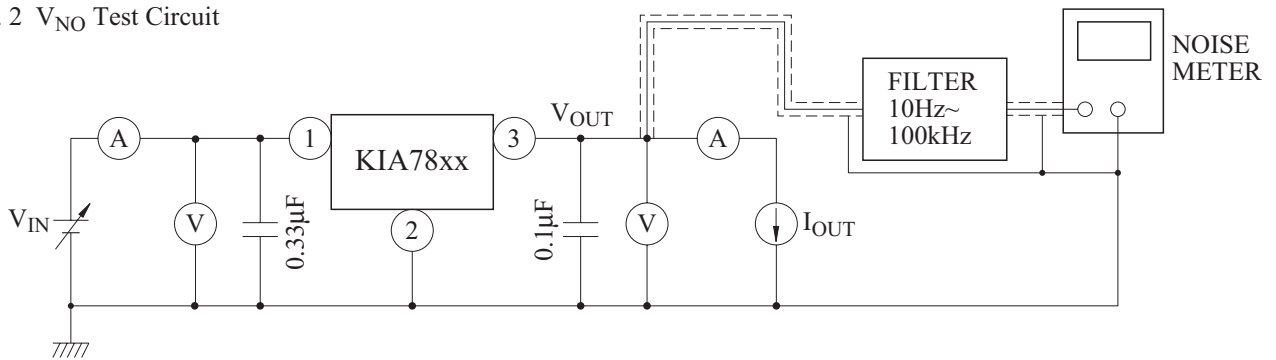 2 V_NO Test Circuit
NOISE
METER
FILTER
10Hz~
100kHz
V_OUT
A
1
KIA78xx
3
A
V_IN
V
0.33μF
2
0.1μF
V
I_OUT